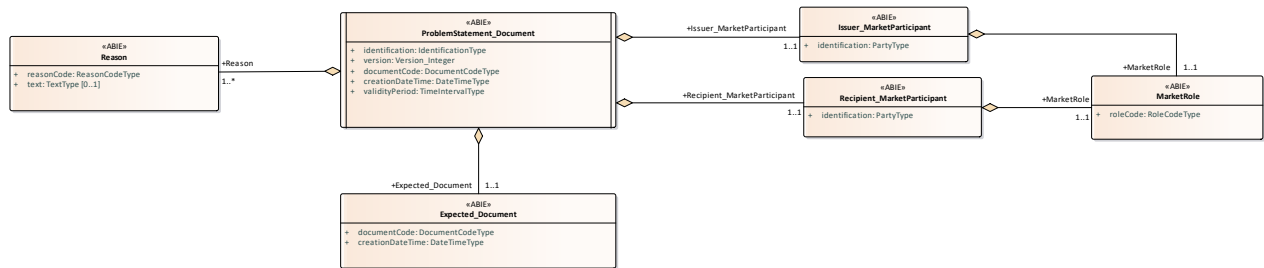 «ABIE»
Reason
+ reasonCode: ReasonCodeType
+ text: TextType [0..1]
+Reason
1..*
«ABIE»
ProblemStatement_Document
+ identification: IdentificationType
+ version: Version_Integer
+ documentCode: DocumentCodeType
+ creationDateTime: DateTimeType
+ validityPeriod: TimeIntervalType
+Issuer_MarketParticipant
1..1
«ABIE»
Issuer_MarketParticipant
+ identification: PartyType
+MarketRole 1..1
+Recipient_MarketParticipant
1..1
«ABIE»
Recipient_MarketParticipant
+ identification: PartyType
+MarketRole
1..1
«ABIE»
MarketRole
+ roleCode: RoleCodeType
+Expected_Document 1..1
«ABIE»
Expected_Document
+ documentCode: DocumentCodeType
+ creationDateTime: DateTimeType